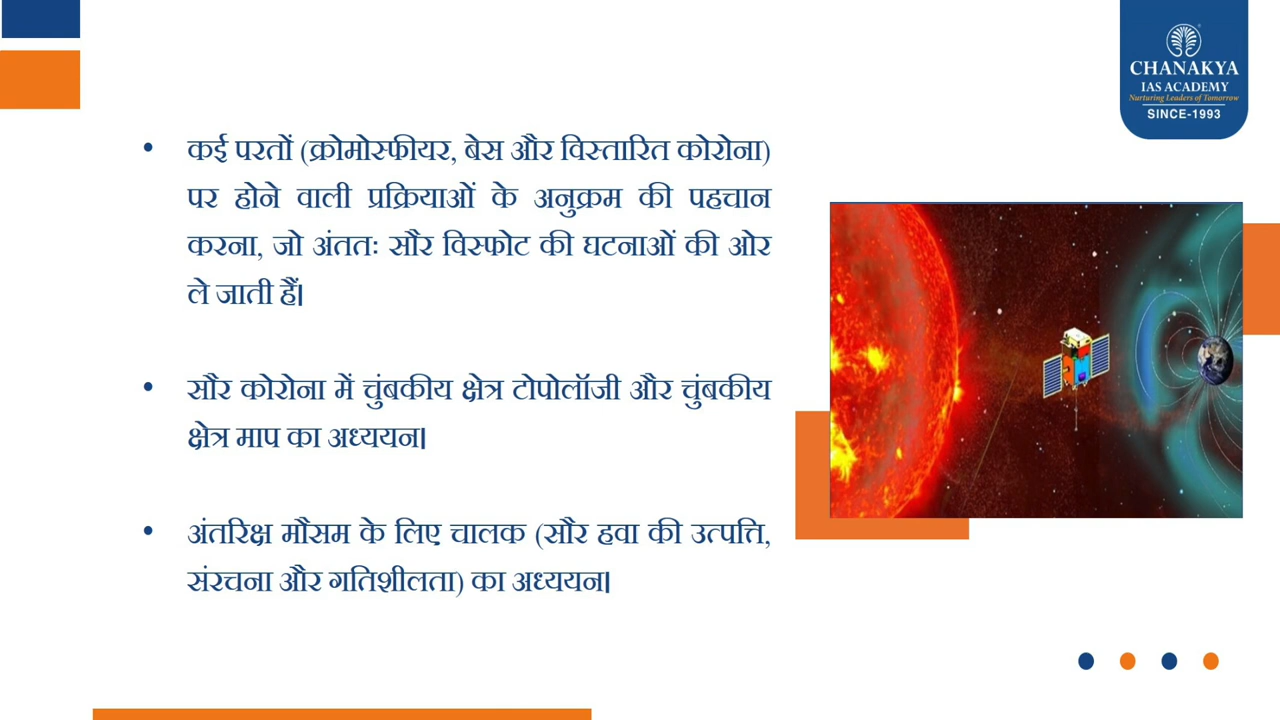 CHANAKYA
IAS ACADEMY
Nurturing Leaders of Tomorrow
SINCE-1993
• कई परतों (क्रोमोस्फीयर, बेस और विस्तारित कोरोना)
पर होने वाली प्रक्रियाओं के अनुक्रम की पहचान
करना, जो अंततः सौर विस्फोट की घटनाओं की ओर
ले जाती हैं।
• सौर कोरोना में चुंबकीय क्षेत्र टोपोलॉजी और चुंबकीय
क्षेत्र माप का अध्ययन।
• अंतरिक्ष मौसम के लिए चालक (सौर हवा की उत्पत्ति,
संरचना और गतिशीलता) का अध्ययन।